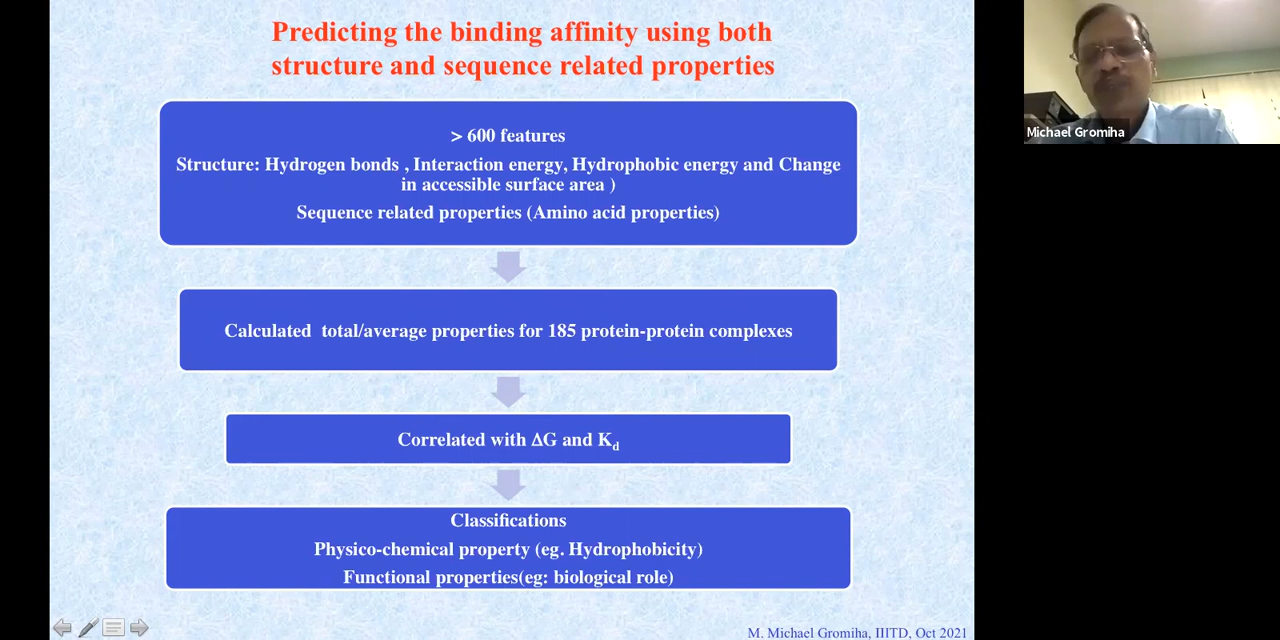 Predicting the binding affinity using both
structure and sequence related properties
> 600 features
Structure: Hydrogen bonds , Interaction energy, Hydrophobic energy and Change
in accessible surface area )
Sequence related properties (Amino acid properties)
Calculated  total/average properties for 185 protein-protein complexes
Correlated with ΔG and Kd
Classifications
Physico-chemical property (eg. Hydrophobicity)
Functional properties(eg: biological role)
M. Michael Gromiha, IIITD, Oct 2021
Michael Gromiha